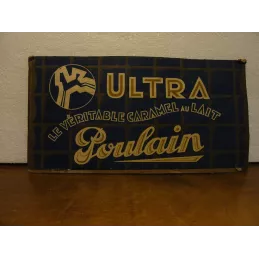 ULTRA
LE VÉRITABLE CARAMEL AU LAIT
Poulain